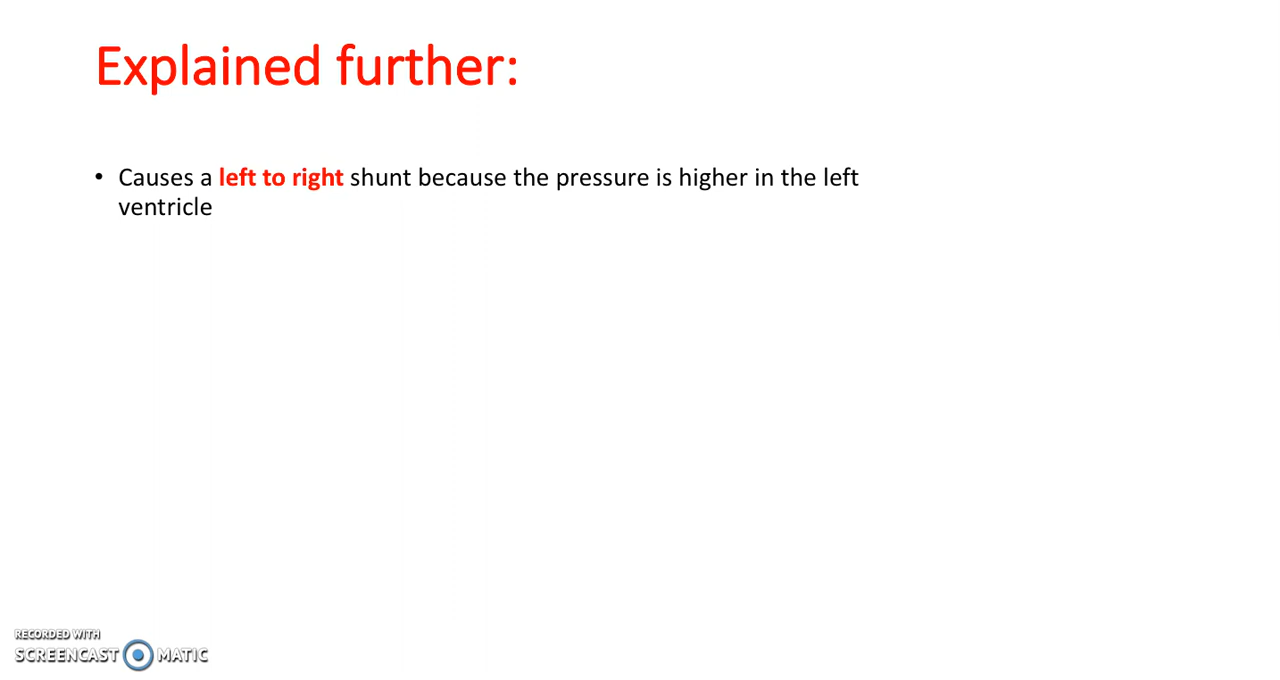 Explained further:
• Causes a left to right shunt because the pressure is higher in the left
ventricle
RECORDED WITH
SCREENCAST MATIC